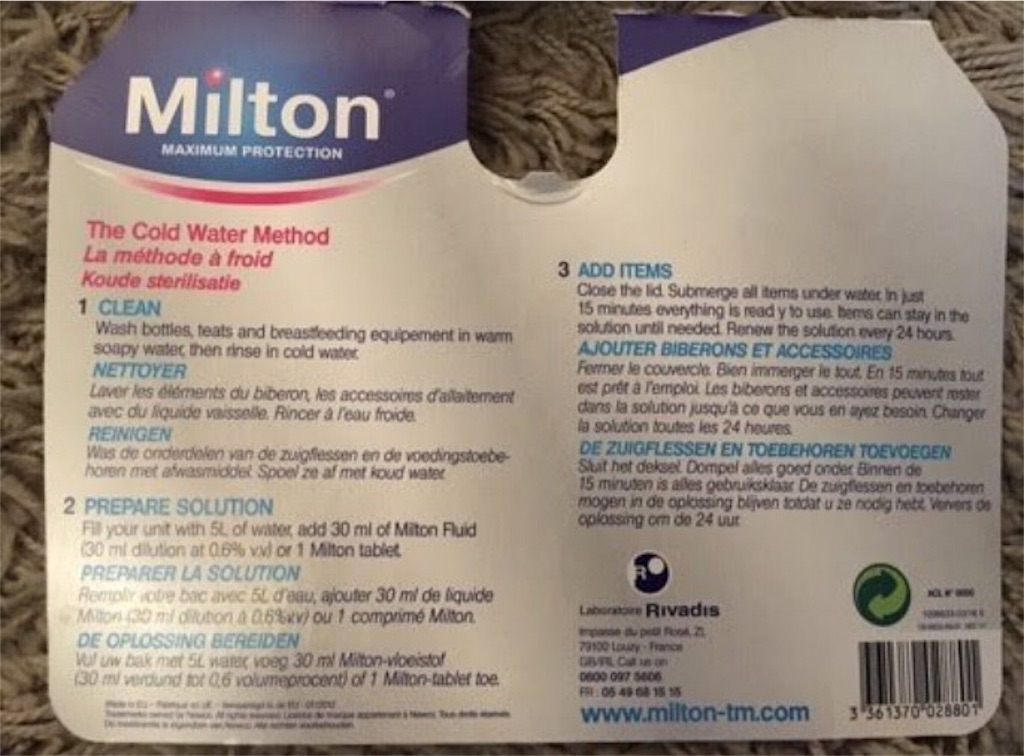 Milton®
MAXIMUM PROTECTION
The Cold Water Method
La méthode à froid
Koude sterilisatie
1 CLEAN
Wash bottles, teats and breastfeeding equipement in warm
soapy water, then rinse in cold water.
NETTOYER
Laver les éléments du biberon, les accessoires d'allaitement
avec du liquide vaisselle. Rincer à l'eau froide.
REINIGEN
Was de onderdelen van de zuigflessen en de voedingstoebe-
horen met afwasmiddel. Spoel ze af met koud water.
2 PREPARE SOLUTION
Fill your unit with 5L of water, add 30 ml of Milton Fluid
(30 ml dilution at 0.6% v.v) or 1 Milton tablet.
PREPARER LA SOLUTION
Remplir votre bac avec 5L d'eau, ajouter 30 ml de liquide
Milton (30 ml dilution à 0.6%xv) ou 1 comprimé Milton.
DE OPLOSSING BEREIDEN
Vul uw bak met 5L water, voeg 30 ml Milton-vloeistof
(30 ml verdund tot 0,6 volumeprocent) of 1 Milton-tablet toe.
Made in EU - Fabriqué en UE
3 ADD ITEMS
Close the lid. Submerge all items under water. In just
15 minutes everything is read y to use. Items can stay in the
solution until needed. Renew the solution every 24 hours.
AJOUTER BIBERONS ET ACCESSOIRES
Fermer le couvercle. Bien immerger le tout. En 15 minutes tout
est prêt à l'emploi. Les biberons et accessoires peuvent rester
dans la solution jusqu'à ce que vous en ayez besoin. Changer
la solution toutes les 24 heures.
DE ZUIGFLESSEN EN TOEBEHOREN TOEVOEGEN
Sluit het deksel. Dompel alles goed onder. Binnen de
15 minuten is alles gebruiksklaar. De zuigflessen en toebehoren
mogen in de oplossing blijven totdat u ze nodig hebt. Ververs de
oplossing om de 24 uur.
R
Laboratoire RIVADIS
Impasse du petit Rosé, ZI,
79100 Louzy - France
GB/IRL Call us on
0800 097 5606
FR : 05 49 68 15 15
www.milton-tm.com
3 361370 028801